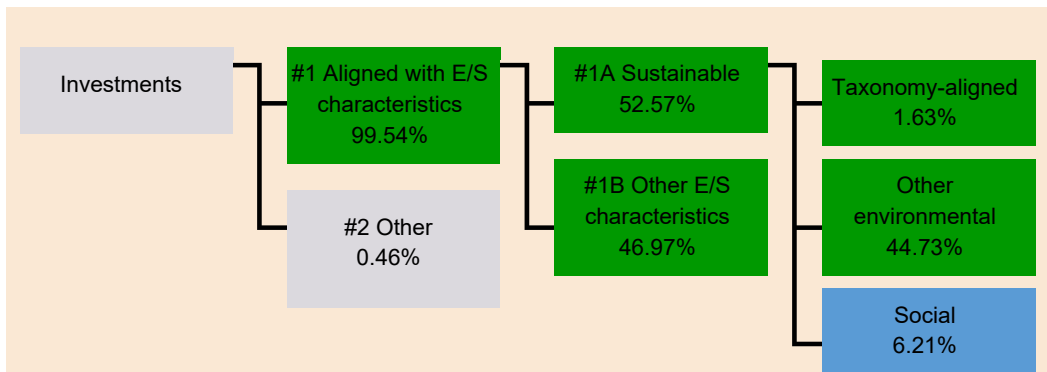 Investments
#1 Aligned with E/S
characteristics
99.54%
#2 Other
0.46%
#1A Sustainable
52.57%
#1B Other E/S
characteristics
46.97%
Taxonomy-aligned
1.63%
Other
environmental
44.73%
Social
6.21%